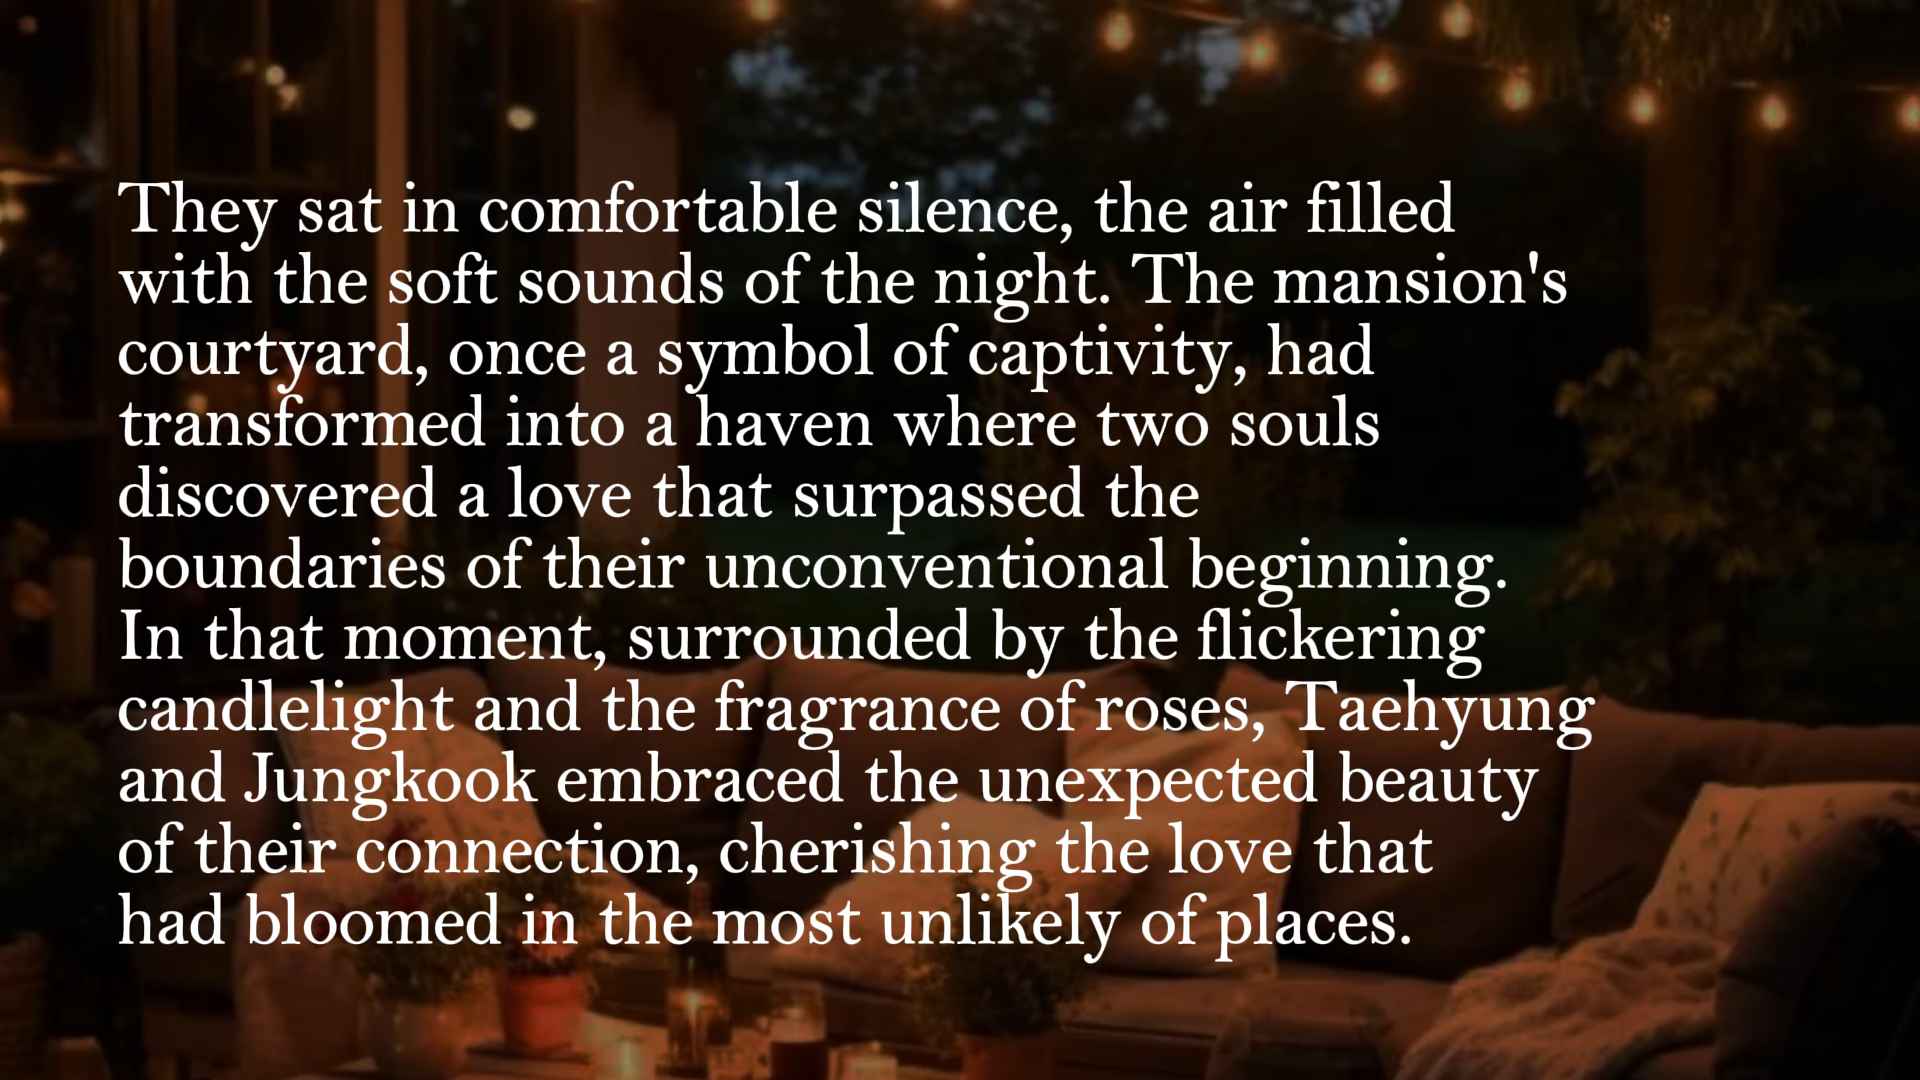 They sat in comfortable silence, the air filled
with the soft sounds of the night. The mansion's
courtyard, once a symbol of captivity, had
transformed into a haven where two souls
discovered a love that surpassed the
boundaries of their unconventional beginning.
In that moment, surrounded by the flickering
candlelight and the fragrance of roses, Taehyung
and Jungkook embraced the unexpected beauty
of their connection, cherishing the love that
had bloomed in the most unlikely of places.